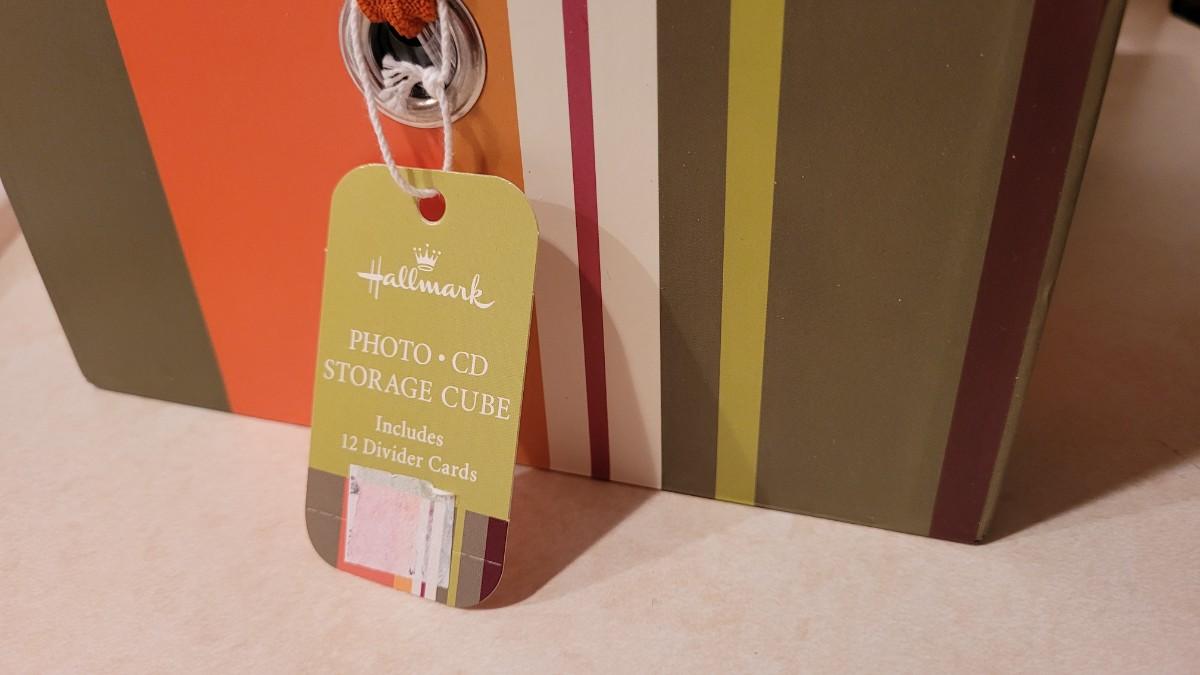 Hallmark
PHOTO • CD
STORAGE CUBE
Includes
12 Divider Cards